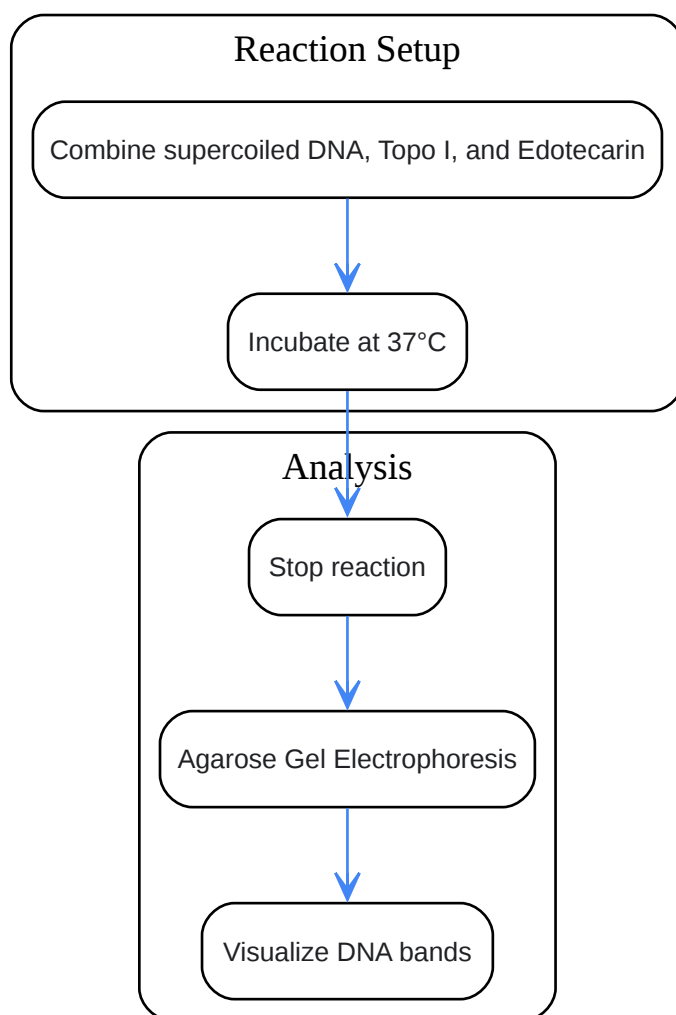 Reaction Setup
Combine supercoiled DNA, Topo I, and Edotecarin
Incubate at 37°C
Analysis
Stop reaction
Agarose Gel Electrophoresis
Visualize DNA bands